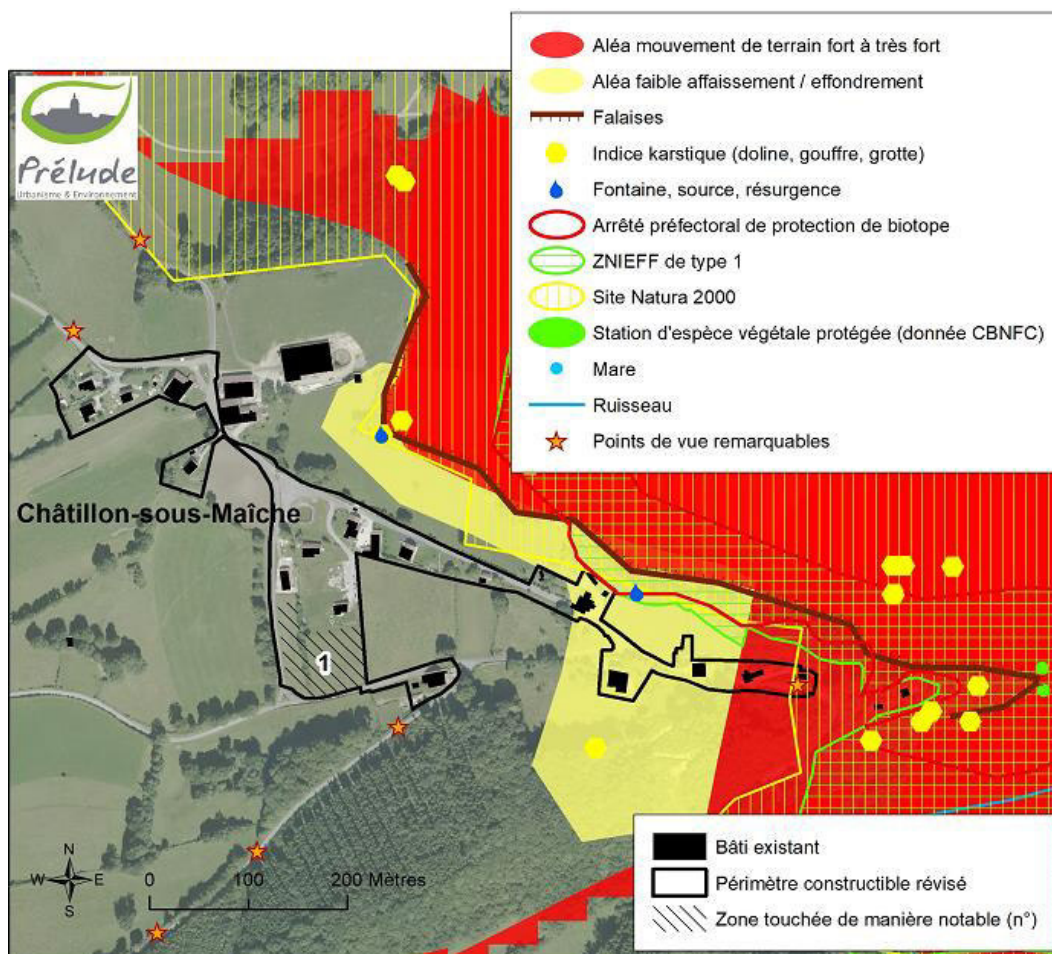 Prélude
Urbanisme & Environnement
Aléa mouvement de terrain fort à très fort
Aléa faible affaissement / effondrement
Falaises
Indice karstique (doline, gouffre, grotte)
Fontaine, source, résurgence
Arrêté préfectoral de protection de biotope
ZNIEFF de type 1
Site Natura 2000
Station d'espèce végétale protégée (donnée CBNFC)
Mare
Ruisseau
Points de vue remarquables
Châtillon-sous-Maîche
1
N
W E
S
0 100 200 Mètres
Bâti existant
Périmètre constructible révisé
Zone touchée de manière notable (n°)